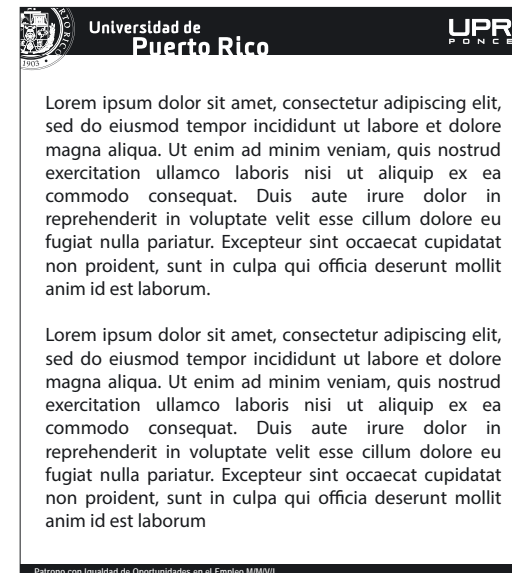 Universidad de
Puerto Rico
UPR
PONCE
1903
Lorem ipsum dolor sit amet, consectetur adipiscing elit,
sed do eiusmod tempor incididunt ut labore et dolore
magna aliqua. Ut enim ad minim veniam, quis nostrud
exercitation ullamco laboris nisi ut aliquip ex ea
commodo consequat. Duis aute irure dolor in
reprehenderit in voluptate velit esse cillum dolore eu
fugiat nulla pariatur. Excepteur sint occaecat cupidatat
non proident, sunt in culpa qui officia deserunt mollit
anim id est laborum.
Lorem ipsum dolor sit amet, consectetur adipiscing elit,
sed do eiusmod tempor incididunt ut labore et dolore
magna aliqua. Ut enim ad minim veniam, quis nostrud
exercitation ullamco laboris nisi ut aliquip ex ea
commodo consequat. Duis aute irure dolor in
reprehenderit in voluptate velit esse cillum dolore eu
fugiat nulla pariatur. Excepteur sint occaecat cupidatat
non proident, sunt in culpa qui officia deserunt mollit
anim id est laborum
Patrono con Igualdad de Oportunidades en el Empleo M/M/V/I